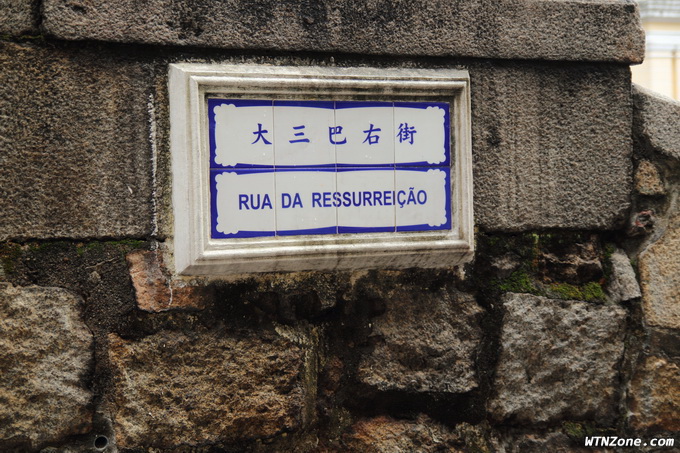 大三巴右街
RUA DA RESSURREIÇÃO
WTNZone.com